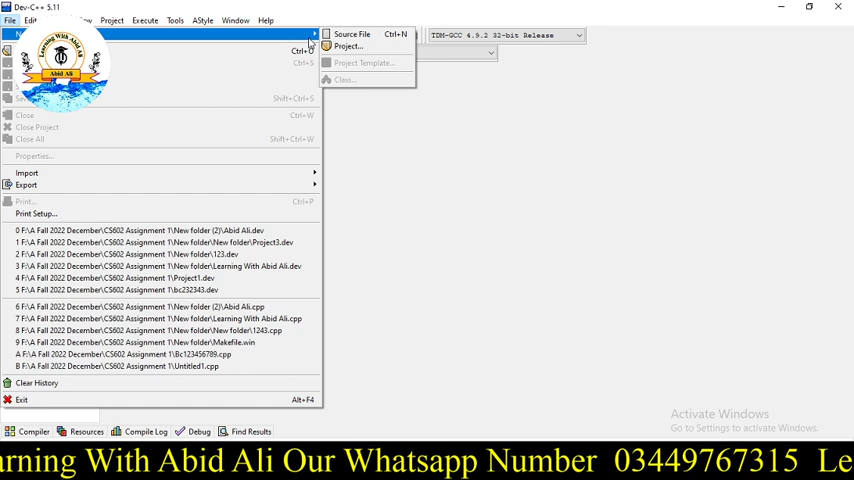 Dev-C++ 5.11
File Project Execute Tools AStyle Window Help
Source File Ctrl+N
TDM-GCC 4.9.2 32-bit Release
Project...
Ctrl+O
Project Template...
Ctrl+S
Class...
Shift+Ctrl+S
Learning With Abid Ali
Abid Ali
Close Ctrl+W
Close Project
Close All Shift+Ctrl+W
Properties...
Import
Export
Print... Ctrl+P
Print Setup...
0 F:\A Fall 2022 December\CS602 Assignment 1\New folder (2)\Abid Ali.dev
1 F:\A Fall 2022 December\CS602 Assignment 1\New folder\New folder\Project3.dev
2 F:\A Fall 2022 December\CS602 Assignment 1\New folder\123.dev
3 F:\A Fall 2022 December\CS602 Assignment 1\New folder\Learning With Abid Ali.dev
4 F:\A Fall 2022 December\CS602 Assignment 1\Project1.dev
5 F:\A Fall 2022 December\CS602 Assignment 1\bc232343.dev
6 F:\A Fall 2022 December\CS602 Assignment 1\New folder (2)\Abid Ali.cpp
7 F:\A Fall 2022 December\CS602 Assignment 1\New folder\Learning With Abid Ali.cpp
8 F:\A Fall 2022 December\CS602 Assignment 1\New folder\New folder\1243.cpp
9 F:\A Fall 2022 December\CS602 Assignment 1\New folder\Makefile.win
A F:\A Fall 2022 December\CS602 Assignment 1\Bc123456789.cpp
B F:\A Fall 2022 December\CS602 Assignment 1\Untitled1.cpp
Clear History
Exit Alt+F4
Activate Windows
Go to Settings to activate Windows.
Compiler Resources Compile Log Debug Find Results
arning With Abid Ali Our Whatsapp Number 03449767315 Le